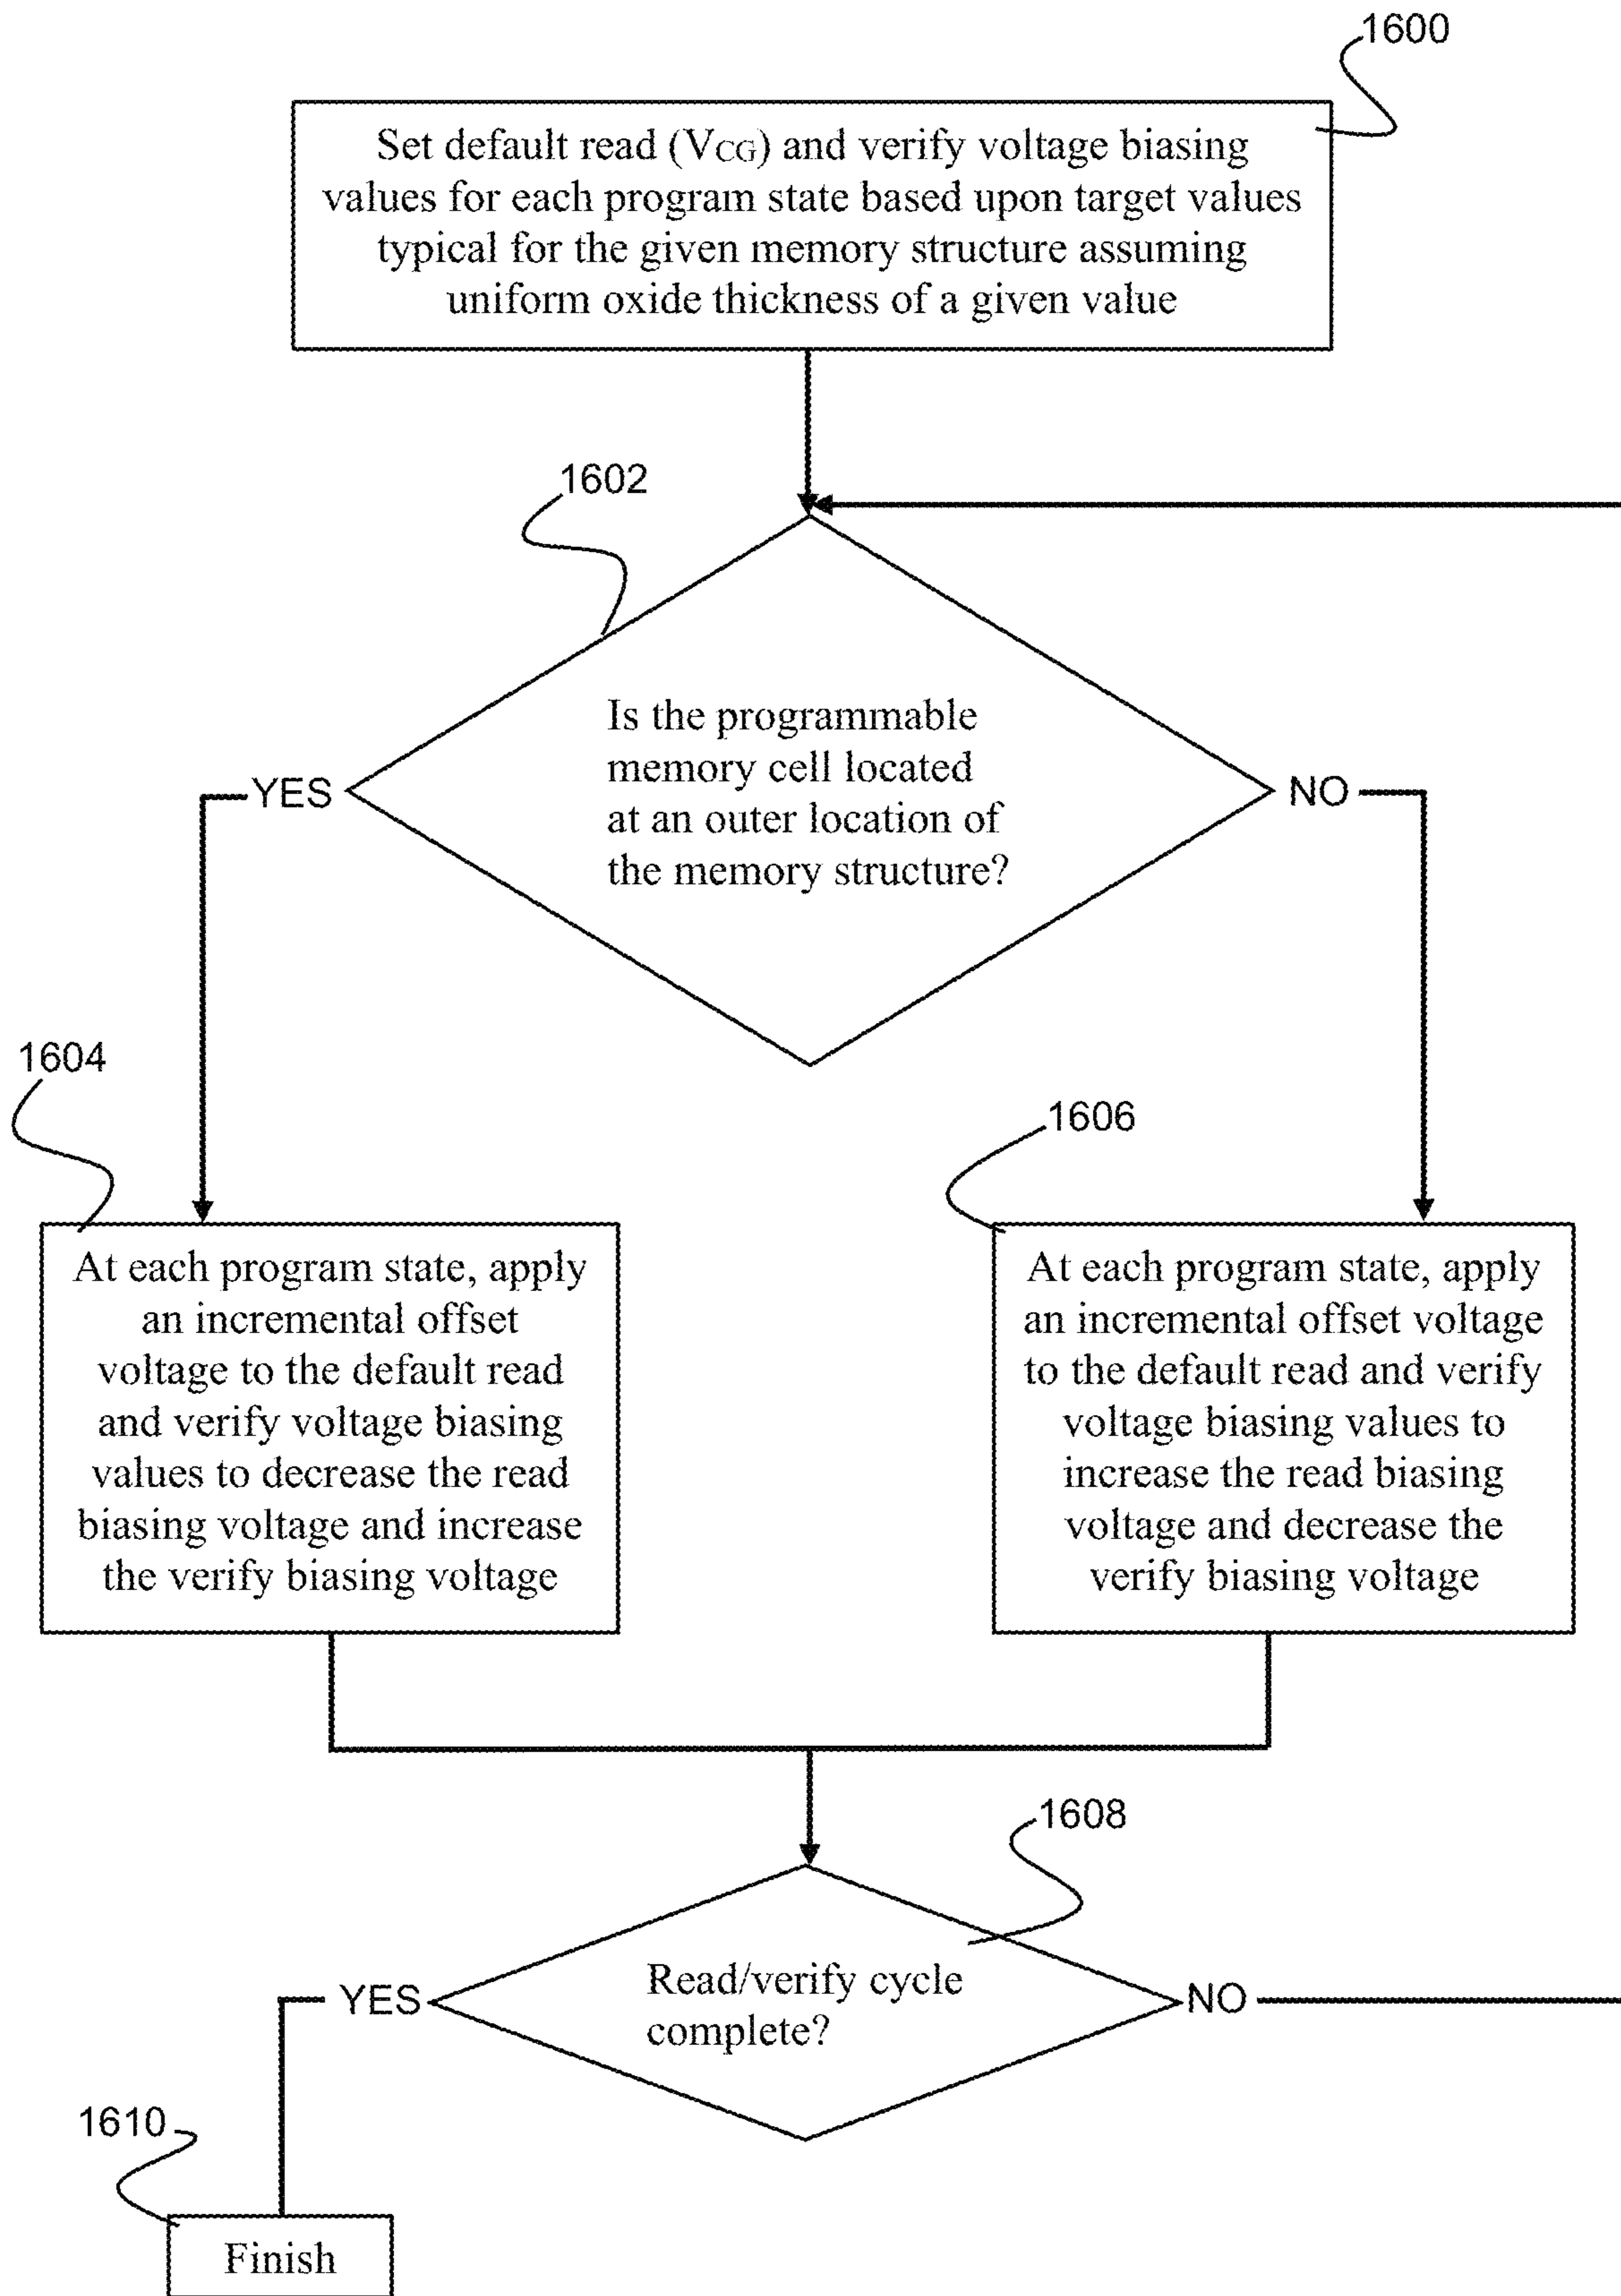 1600
Set default read (VCG) and verify voltage biasing
values for each program state based upon target values
typical for the given memory structure assuming
uniform oxide thickness of a given value
1602
Is the programmable
memory cell located
at an outer location of
the memory structure?
YES
NO
1604
At each program state, apply
an incremental offset
voltage to the default read
and verify voltage biasing
values to decrease the read
biasing voltage and increase
the verify biasing voltage
1606
At each program state, apply
an incremental offset voltage
to the default read and verify
voltage biasing values to
increase the read biasing
voltage and decrease the
verify biasing voltage
1608
Read/verify cycle
complete?
YES
NO
1610
Finish